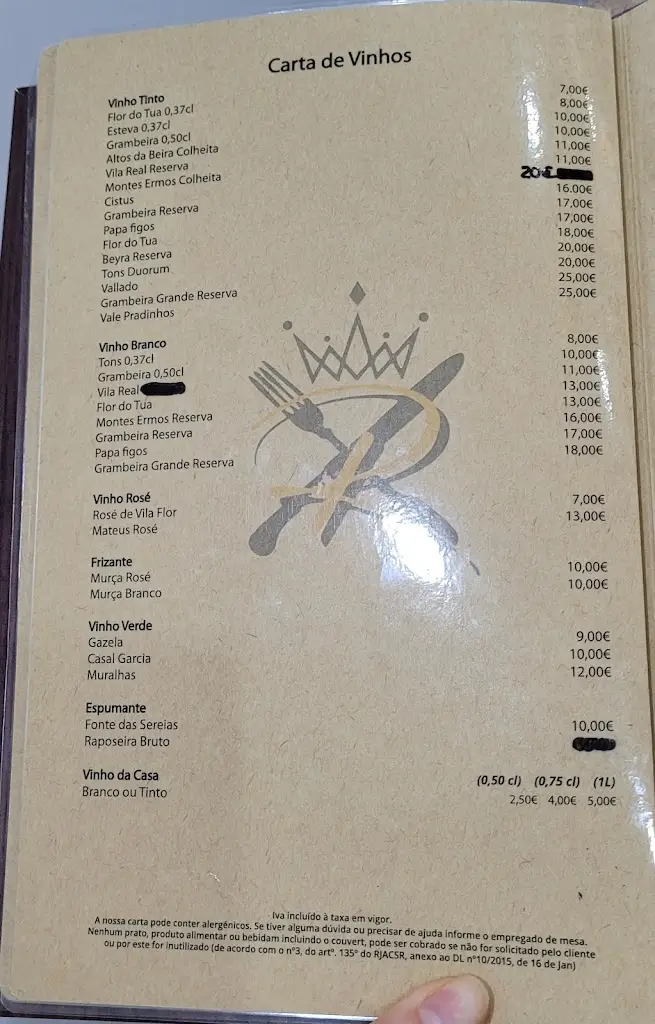 Carta de Vinhos
Vinho Tinto
Flor do Tua 0,37cl 7,00€
Esteva 0,37cl 8,00€
Grambeira 0,50cl 10,00€
Altos da Beira Colheita 10,00€
Vila Real Reserva 11,00€
Montes Ermos Colheita 11,00€
Cistus 20€
Grambeira Reserva 16.00€
Papa figos 17,00€
Flor do Tua 17,00€
Beyra Reserva 18,00€
Tons Duorum 20,00€
Vallado 20,00€
Grambeira Grande Reserva 25,00€
Vale Pradinhos 25,00€
Vinho Branco
Tons 0,37cl 8,00€
Grambeira 0,50cl 10,00€
Vila Real 11,00€
Flor do Tua 13,00€
Montes Ermos Reserva 13,00€
Grambeira Reserva 16,00€
Papa figos 17,00€
Grambeira Grande Reserva 18,00€
Vinho Rosé
Rosé de Vila Flor 7,00€
Mateus Rosé 13,00€
Frizante
Murça Rosé 10,00€
Murça Branco 10,00€
Vinho Verde
Gazela 9,00€
Casal Garcia 10,00€
Muralhas 12,00€
Espumante
Fonte das Sereias 10,00€
Raposeira Bruto
Vinho da Casa (0,50 cl) (0,75 cl) (1L)
Branco ou Tinto 2,50€ 4,00€ 5,00€
Iva incluído à taxa em vigor.
A nossa carta pode conter alergénicos. Se tiver alguma dúvida ou precisar de ajuda informe o empregado de mesa.
Nenhum prato, produto alimentar ou bebidam incluindo o couvert, pode ser cobrado se não for solicitado pelo cliente
ou por este for inutilizado (de acordo com o nº3, do artº. 135º do RJACSR, anexo ao DL nº10/2015, de 16 de Jan)